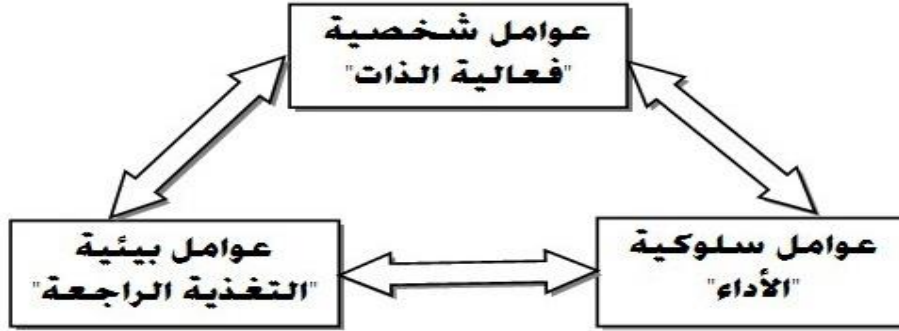 عوامل شخصية
"فعالية الذات"
عوامل سلوكية
"الأداء"
عوامل بيئية
"التغذية الراجعة"